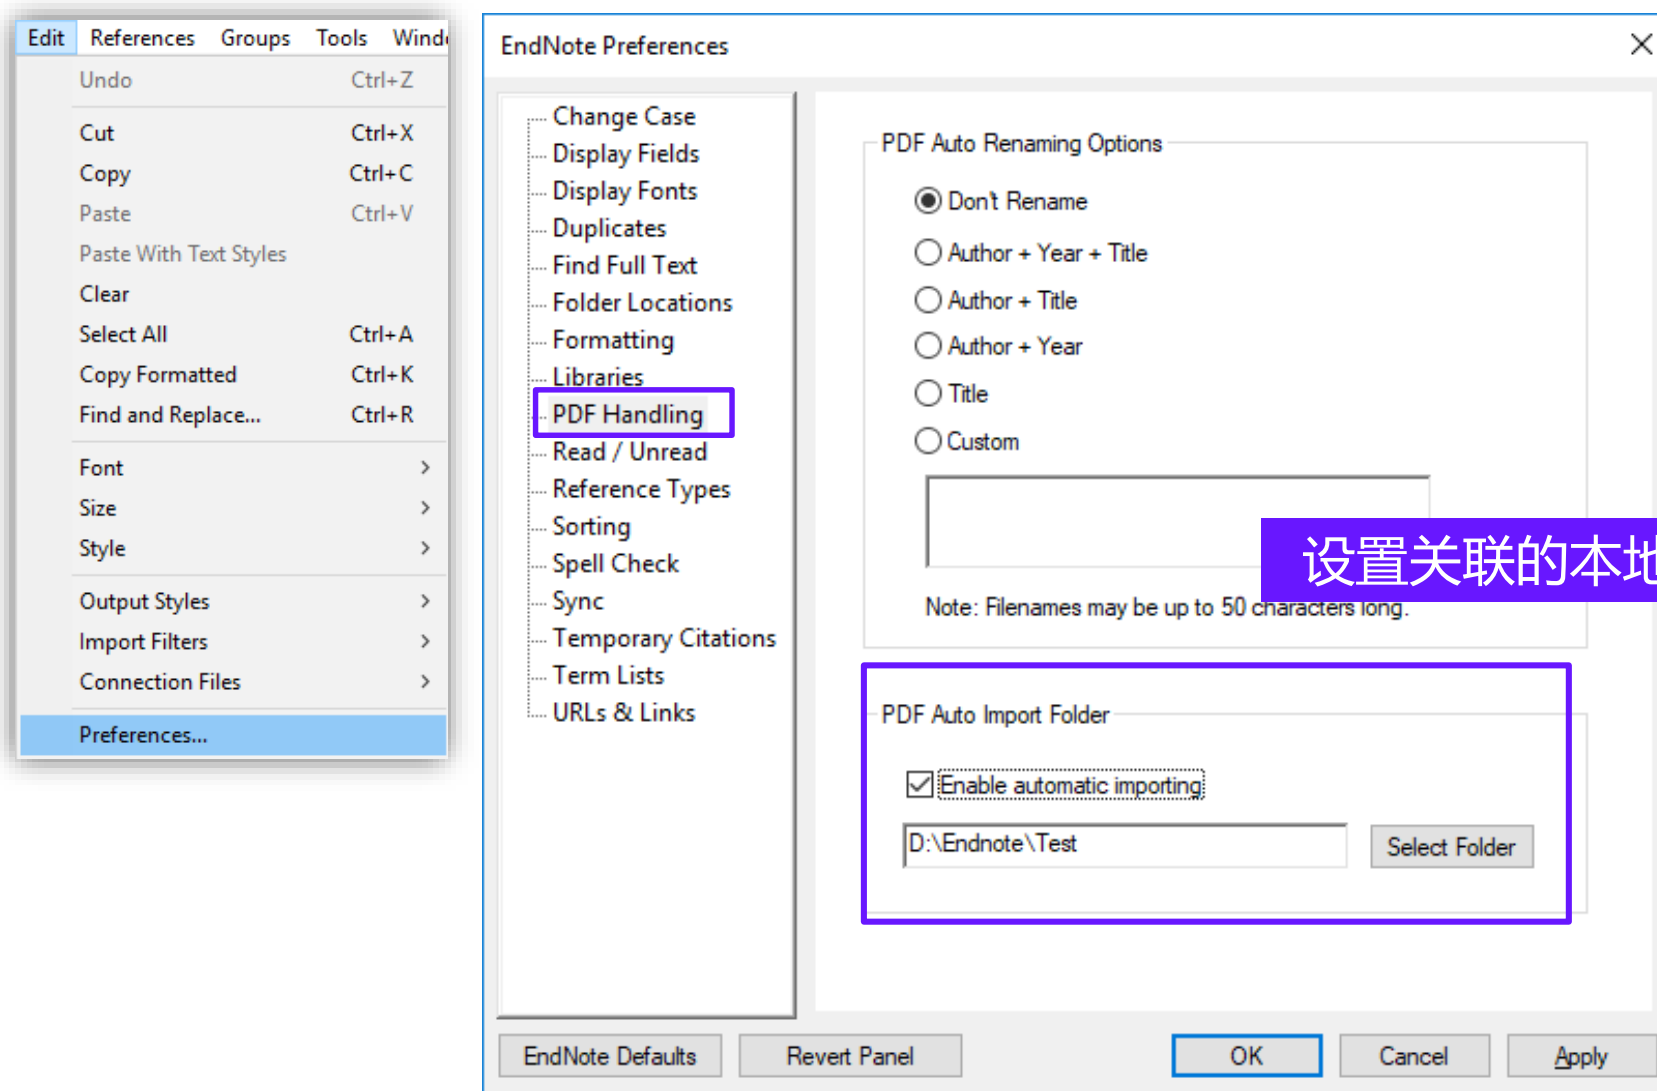 Edit References Groups Tools Wind
Undo Ctrl+Z
Cut Ctrl+X
Copy Ctrl+C
Paste Ctrl+V
Paste With Text Styles
Clear
Select All Ctrl+A
Copy Formatted Ctrl+K
Find and Replace... Ctrl+R
Font
Size
Style
Output Styles
Import Filters
Connection Files
Preferences...
EndNote Preferences
Change Case
Display Fields
Display Fonts
Duplicates
Find Full Text
Folder Locations
Formatting
Libraries
PDF Handling
Read / Unread
Reference Types
Sorting
Spell Check
Sync
Temporary Citations
Term Lists
URLs & Links
PDF Auto Renaming Options
Don't Rename
Author + Year + Title
Author + Title
Author + Year
Title
Custom
设置关联的本地
Note: Filenames may be up to 50 characters long.
PDF Auto Import Folder
Enable automatic importing
D:\Endnote\Test
Select Folder
EndNote Defaults
Revert Panel
OK
Cancel
Apply